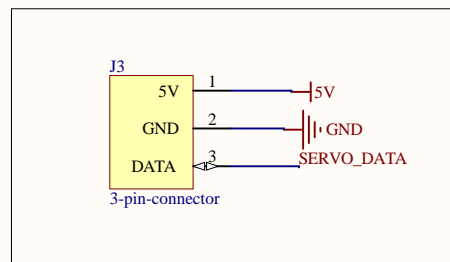 J3
5V 1 5V
GND 2 GND
DATA 3 SERVO_DATA
3-pin-connector